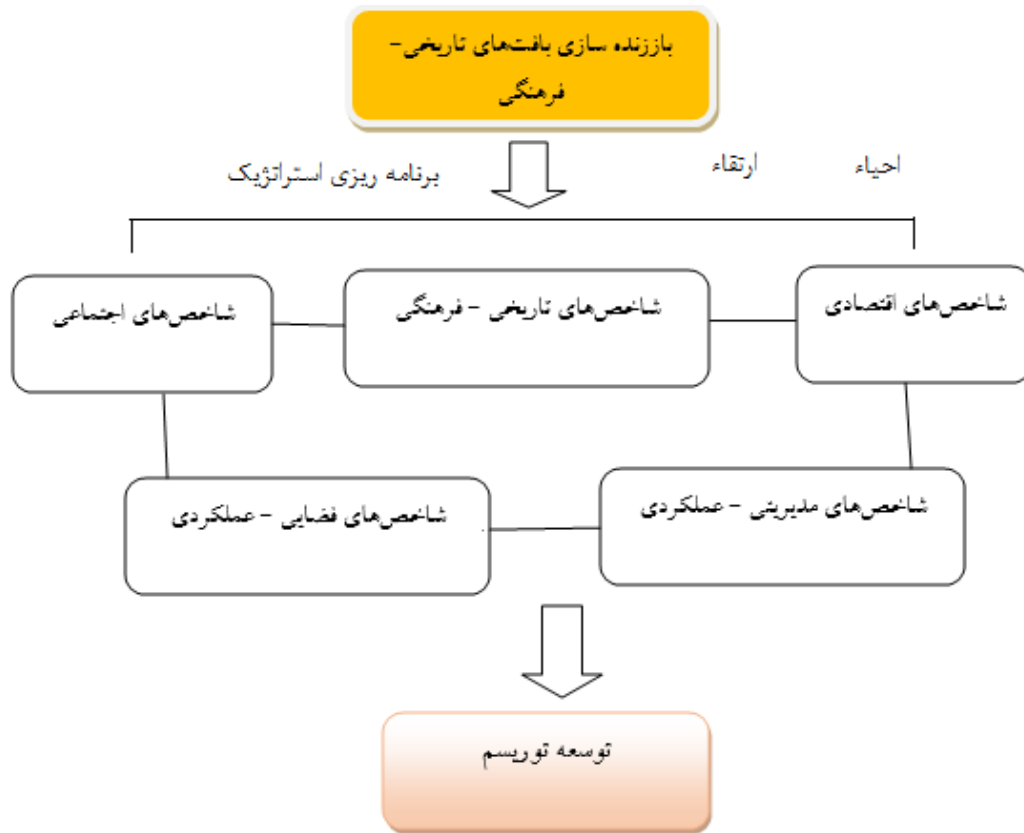 باززنده سازی بافت‌های تاریخی-
فرهنگی
احیاء
ارتقاء
برنامه ریزی استراتژیک
شاخص‌های اقتصادی
شاخص‌های تاریخی - فرهنگی
شاخص‌های اجتماعی
شاخص‌های مدیریتی - عملکردی
شاخص‌های فضایی - عملکردی
توسعه توریسم